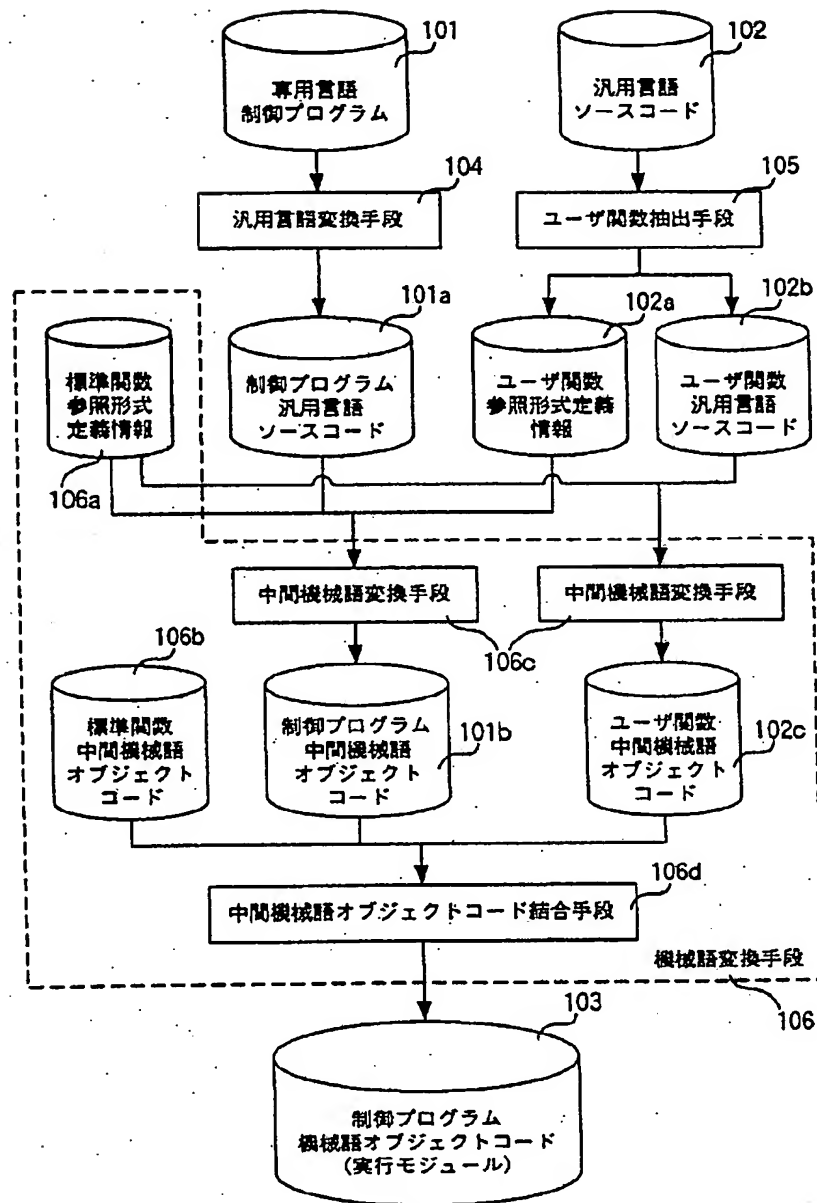 101
102
専用言語
制御プログラム
汎用言語
ソースコード
104
105
汎用言語変換手段
ユーザ関数抽出手段
101a
102a
102b
標準関数
参照形式
定義情報
制御プログラム
汎用言語
ソースコード
ユーザ関数
参照形式定義
情報
ユーザ関数
汎用言語
ソースコード
106a
中間機械語変換手段
中間機械語変換手段
106c
106b
標準関数
中間機械語
オブジェクト
コード
制御プログラム
中間機械語
オブジェクト
コード
101b
ユーザ関数
中間機械語
オブジェクト
コード
102c
106d
中間機械語オブジェクトコード結合手段
機械語変換手段
106
103
制御プログラム
機械語オブジェクトコード
(実行モジュール)